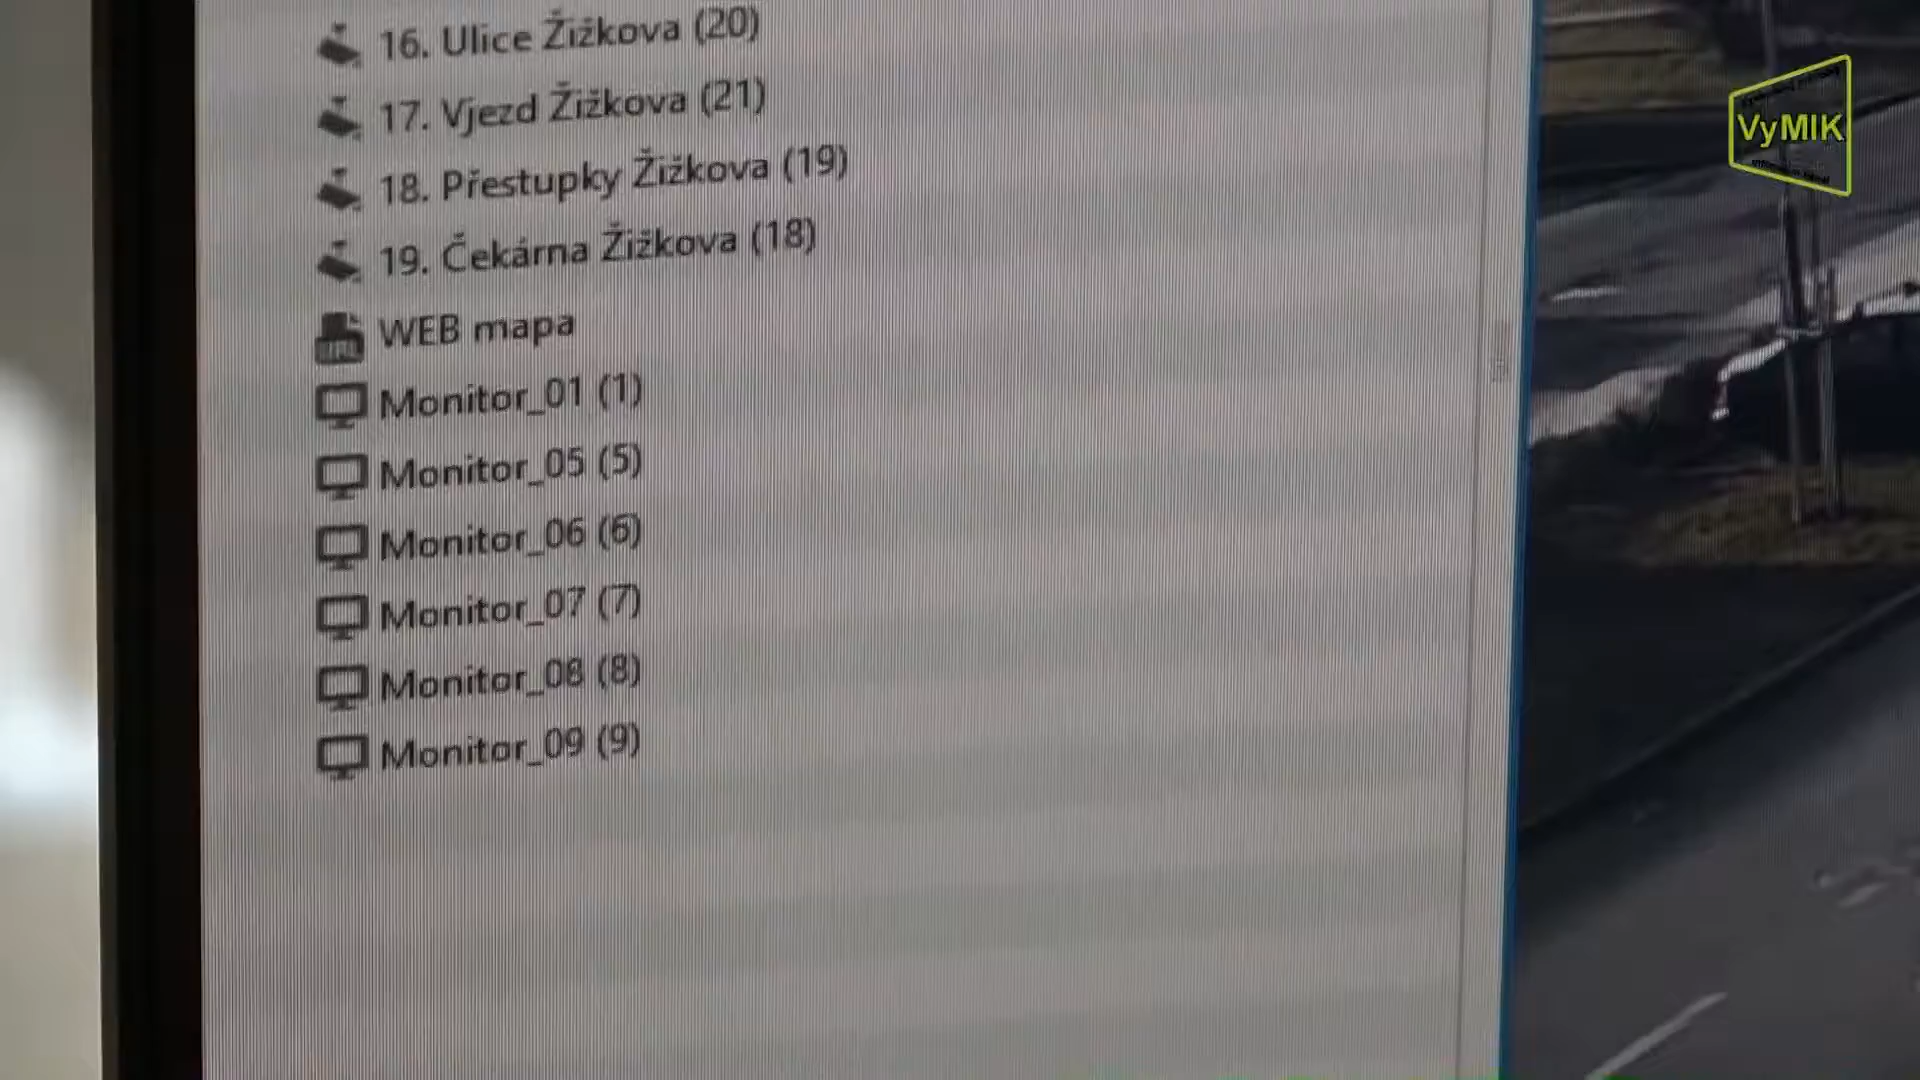 16. Ulice Žižkova (20)
17. Vjezd Žižkova (21)
18. Přestupky Žižkova (19)
19. Čekárna Žižkova (18)
WEB mapa
Monitor_01 (1)
Monitor_05 (5)
Monitor_06 (6)
Monitor_07 (7)
Monitor_08 (8)
Monitor_09 (9)
VyMIK